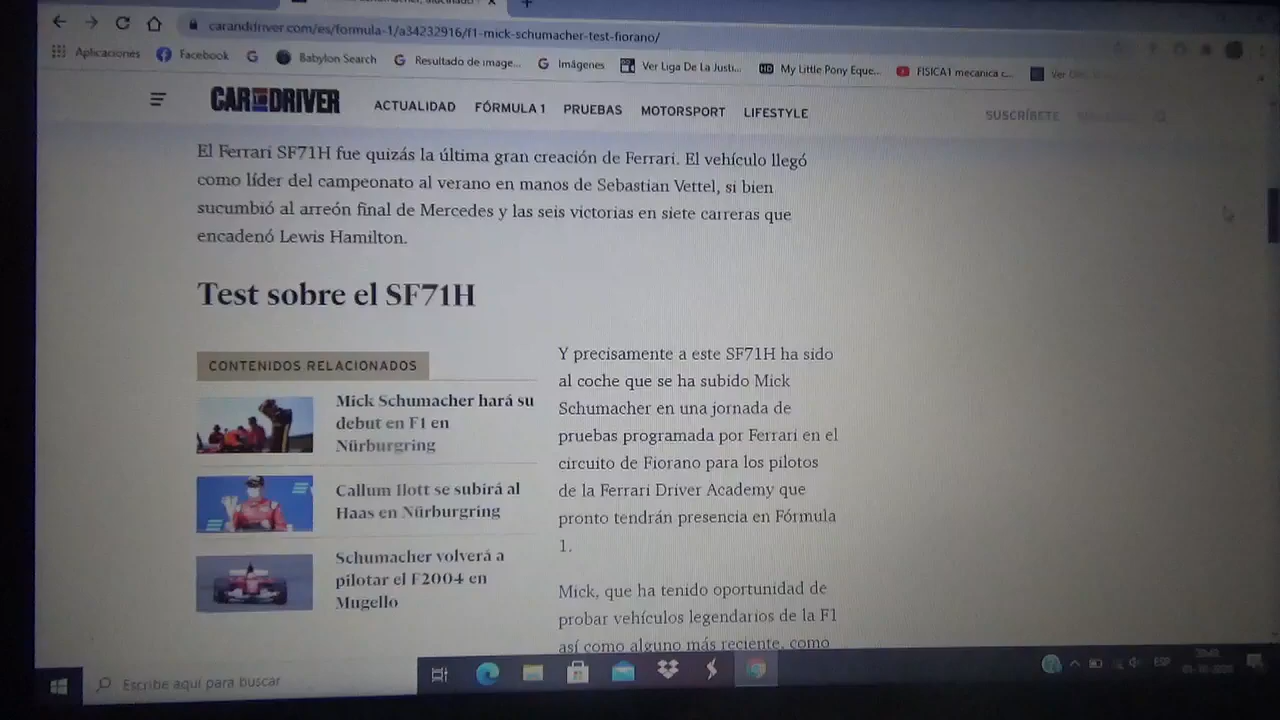 caranddriver.com/es/formula-1/a34232916/f1-mick-schumacher-test-fiorano/
Aplicaciones Facebook Babylon Search Resultado de image... Imágenes Ver Liga De La Justi... My Little Pony Eque... FISICA1 mecanica c... Ver
CAR AND DRIVER ACTUALIDAD FÓRMULA 1 PRUEBAS MOTORSPORT LIFESTYLE SUSCRÍBETE
El Ferrari SF71H fue quizás la última gran creación de Ferrari. El vehículo llegó
como líder del campeonato al verano en manos de Sebastian Vettel, si bien
sucumbió al arreón final de Mercedes y las seis victorias en siete carreras que
encadenó Lewis Hamilton.
Test sobre el SF71H
CONTENIDOS RELACIONADOS
Mick Schumacher hará su
debut en F1 en
Nürburgring
Callum Ilott se subirá al
Haas en Nürburgring
Schumacher volverá a
pilotar el F2004 en
Mugello
Y precisamente a este SF71H ha sido
al coche que se ha subido Mick
Schumacher en una jornada de
pruebas programada por Ferrari en el
circuito de Fiorano para los pilotos
de la Ferrari Driver Academy que
pronto tendrán presencia en Fórmula
1.
Mick, que ha tenido oportunidad de
probar vehículos legendarios de la F1
así como alguno más reciente, como
Escribe aquí para buscar
ESP